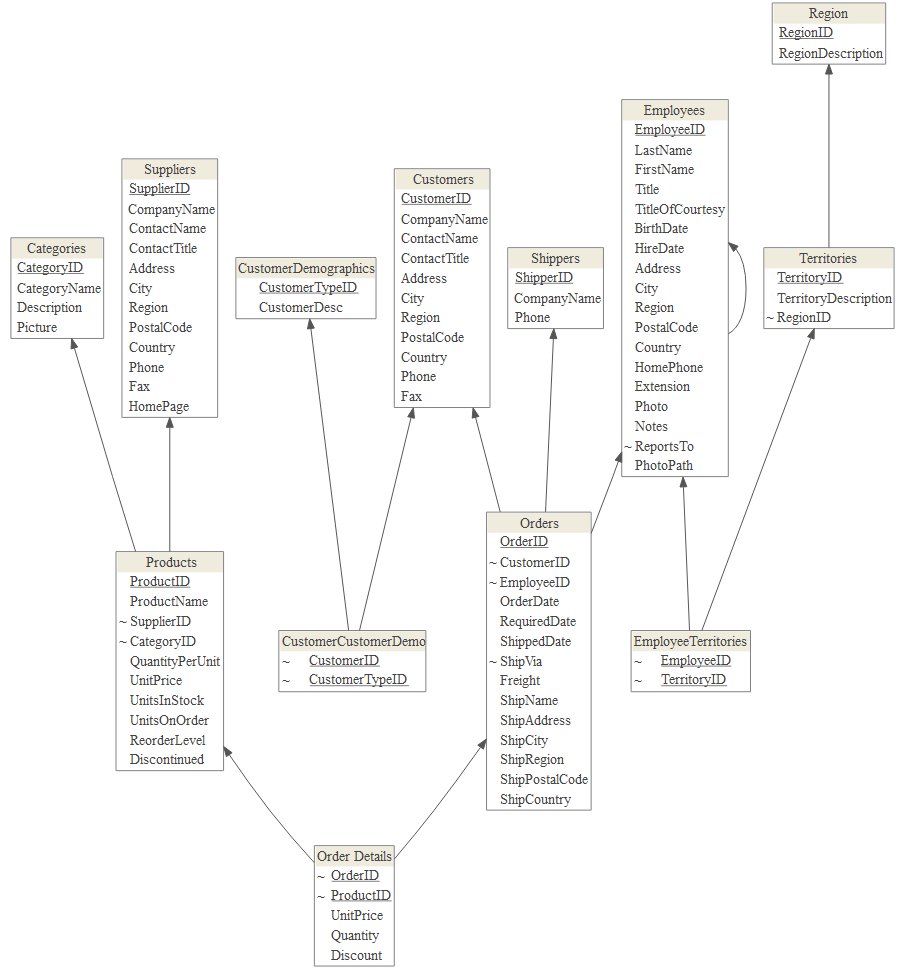 Region
RegionID
RegionDescription
Employees
EmployeeID
LastName
FirstName
Title
TitleOfCourtesy
BirthDate
HireDate
Address
City
Region
PostalCode
Country
HomePhone
Extension
Photo
Notes
~ ReportsTo
PhotoPath
Suppliers
SupplierID
CompanyName
ContactName
ContactTitle
Address
City
Region
PostalCode
Country
Phone
Fax
HomePage
Customers
CustomerID
CompanyName
ContactName
ContactTitle
Address
City
Region
PostalCode
Country
Phone
Fax
Categories
CategoryID
CategoryName
Description
Picture
CustomerDemographics
CustomerTypeID
CustomerDesc
Shippers
ShipperID
CompanyName
Phone
Territories
TerritoryID
TerritoryDescription
~ RegionID
Products
ProductID
ProductName
~ SupplierID
~ CategoryID
QuantityPerUnit
UnitPrice
UnitsInStock
UnitsOnOrder
ReorderLevel
Discontinued
CustomerCustomerDemo
~ CustomerID
~ CustomerTypeID
Orders
OrderID
~ CustomerID
~ EmployeeID
OrderDate
RequiredDate
ShippedDate
~ ShipVia
Freight
ShipName
ShipAddress
ShipCity
ShipRegion
ShipPostalCode
ShipCountry
EmployeeTerritories
~ EmployeeID
~ TerritoryID
Order Details
~ OrderID
~ ProductID
UnitPrice
Quantity
Discount